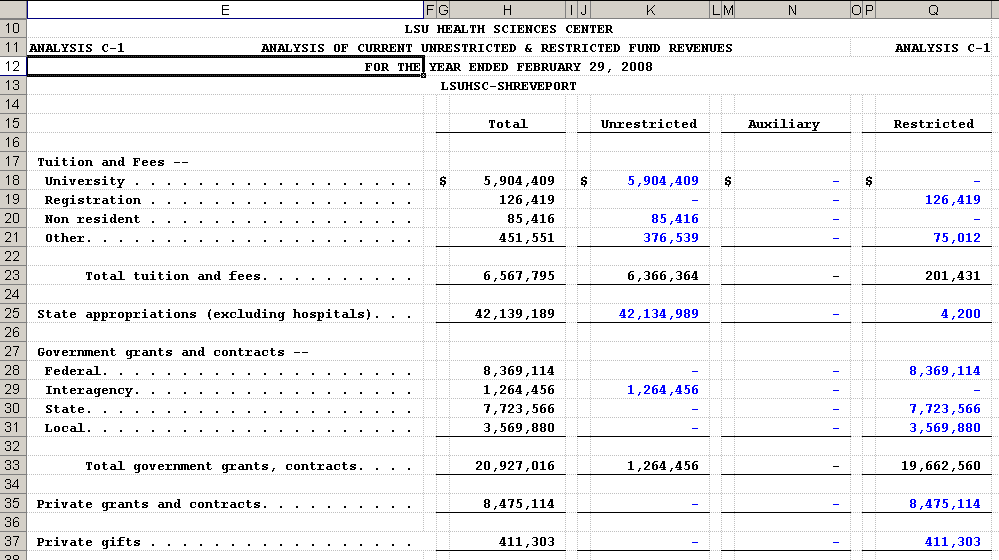 E F G H I J K L M N O P Q
10 LSU HEALTH SCIENCES CENTER
11 ANALYSIS C-1 ANALYSIS OF CURRENT UNRESTRICTED & RESTRICTED FUND REVENUES ANALYSIS C-1
12 FOR THE YEAR ENDED FEBRUARY 29, 2008
13 LSUHSC-SHREVEPORT
14
15 Total Unrestricted Auxiliary Restricted
16
17 Tuition and Fees --
18 University . . . . . . . . . . . . . . . . . . $ 5,904,409 $ 5,904,409 $ - $ -
19 Registration . . . . . . . . . . . . . . . . . 126,419 - - 126,419
20 Non resident . . . . . . . . . . . . . . . . . 85,416 85,416 - -
21 Other. . . . . . . . . . . . . . . . . . . . . 451,551 376,539 - 75,012
22
23 Total tuition and fees. . . . . . . . . . 6,567,795 6,366,364 - 201,431
24
25 State appropriations (excluding hospitals). . . 42,139,189 42,134,989 - 4,200
26
27 Government grants and contracts --
28 Federal. . . . . . . . . . . . . . . . . . . . 8,369,114 - - 8,369,114
29 Interagency. . . . . . . . . . . . . . . . . . 1,264,456 1,264,456 - -
30 State. . . . . . . . . . . . . . . . . . . . . 7,723,566 - - 7,723,566
31 Local. . . . . . . . . . . . . . . . . . . . . 3,569,880 - - 3,569,880
32
33 Total government grants, contracts. . . . 20,927,016 1,264,456 - 19,662,560
34
35 Private grants and contracts. . . . . . . . . . 8,475,114 - - 8,475,114
36
37 Private gifts . . . . . . . . . . . . . . . . . 411,303 - - 411,303